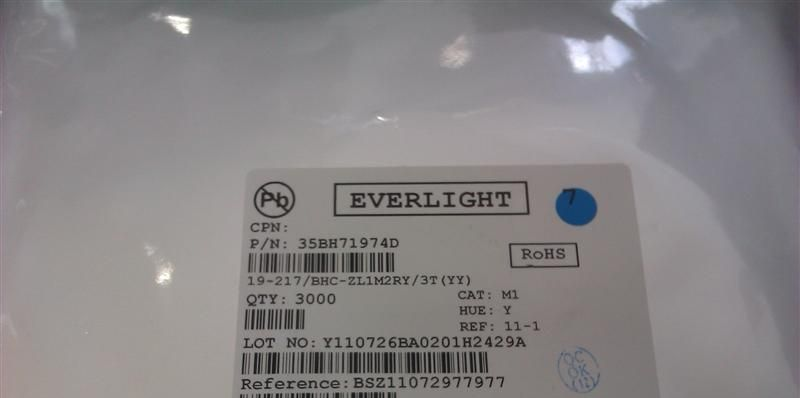 Pb
EVERLIGHT
7
CPN:
P/N: 35BH71974D
RoHS
19-217/BHC-ZL1M2RY/3T(YY)
QTY: 3000
CAT: M1
HUE: Y
REF: 11-1
LOT NO: Y110726BA0201H2429A
QC
OK
(12)
Reference: BSZ11072977977